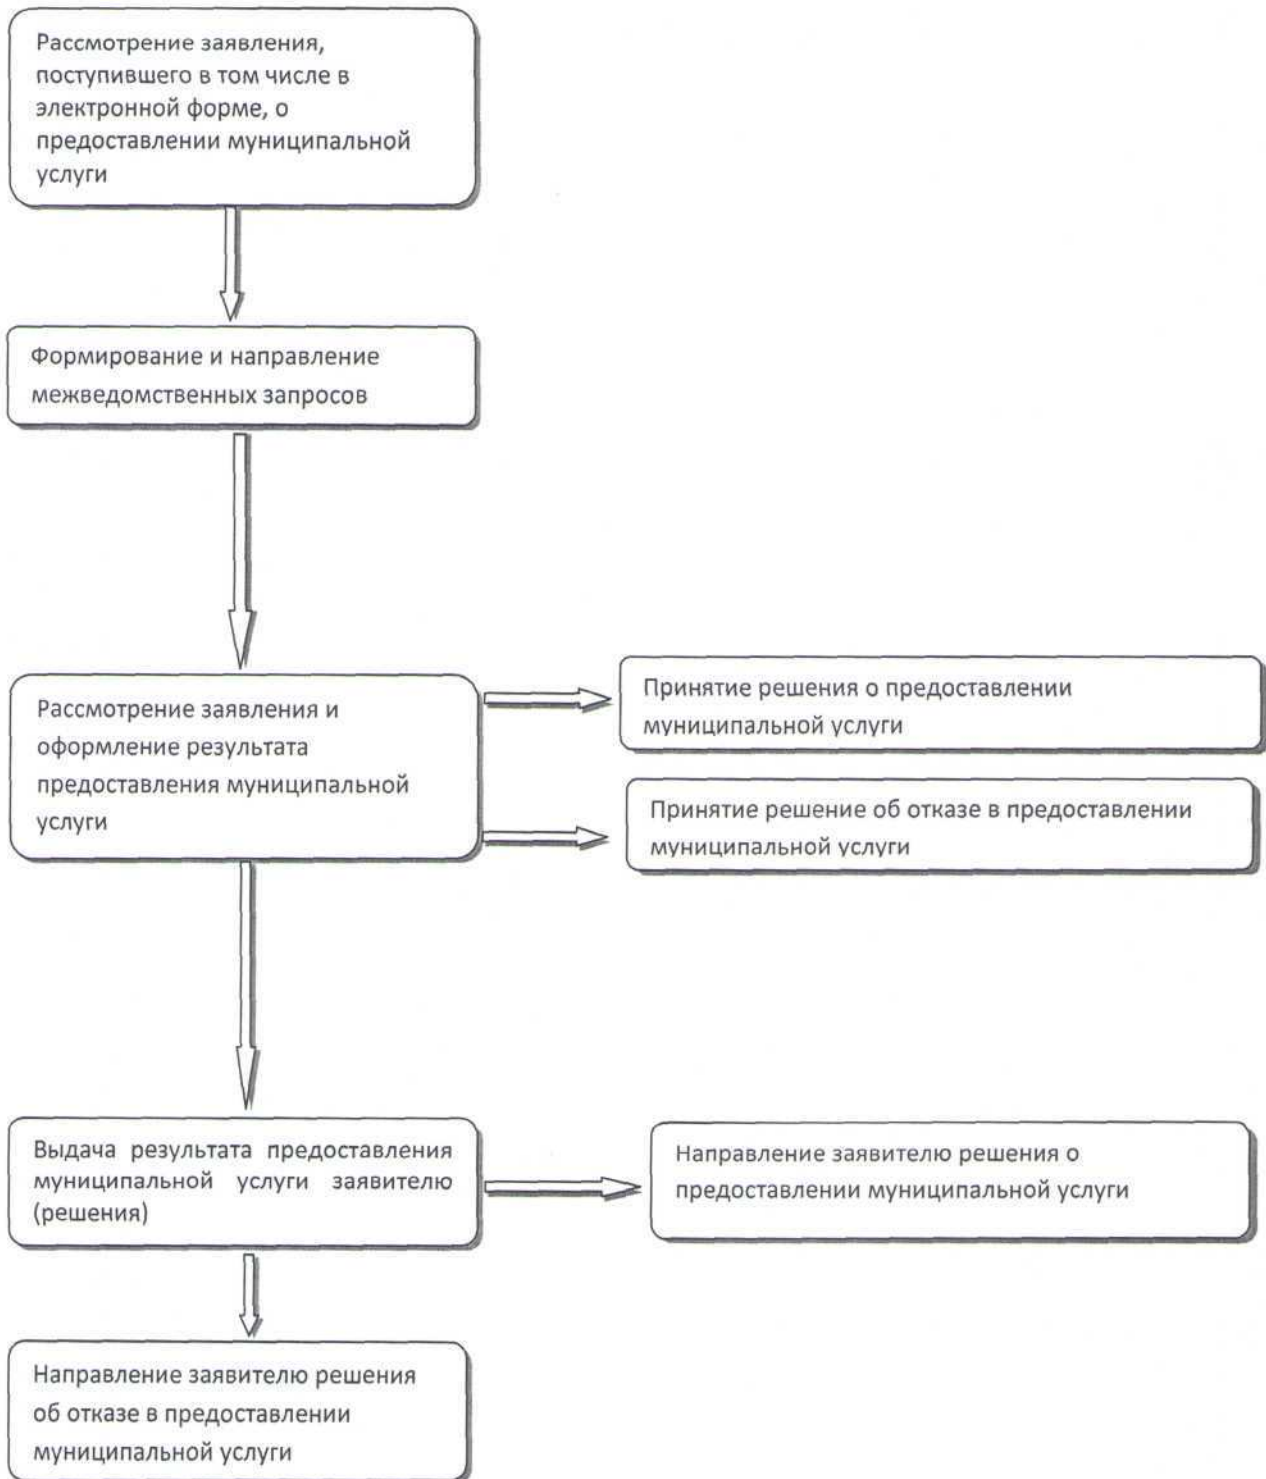 Рассмотрение заявления,
поступившего в том числе в
электронной форме, о
предоставлении муниципальной
услуги
Формирование и направление
межведомственных запросов
Рассмотрение заявления и
оформление результата
предоставления муниципальной
услуги
Принятие решения о предоставлении
муниципальной услуги
Принятие решение об отказе в предоставлении
муниципальной услуги
Выдача результата предоставления
муниципальной услуги заявителю
(решения)
Направление заявителю решения о
предоставлении муниципальной услуги
Направление заявителю решения
об отказе в предоставлении
муниципальной услуги